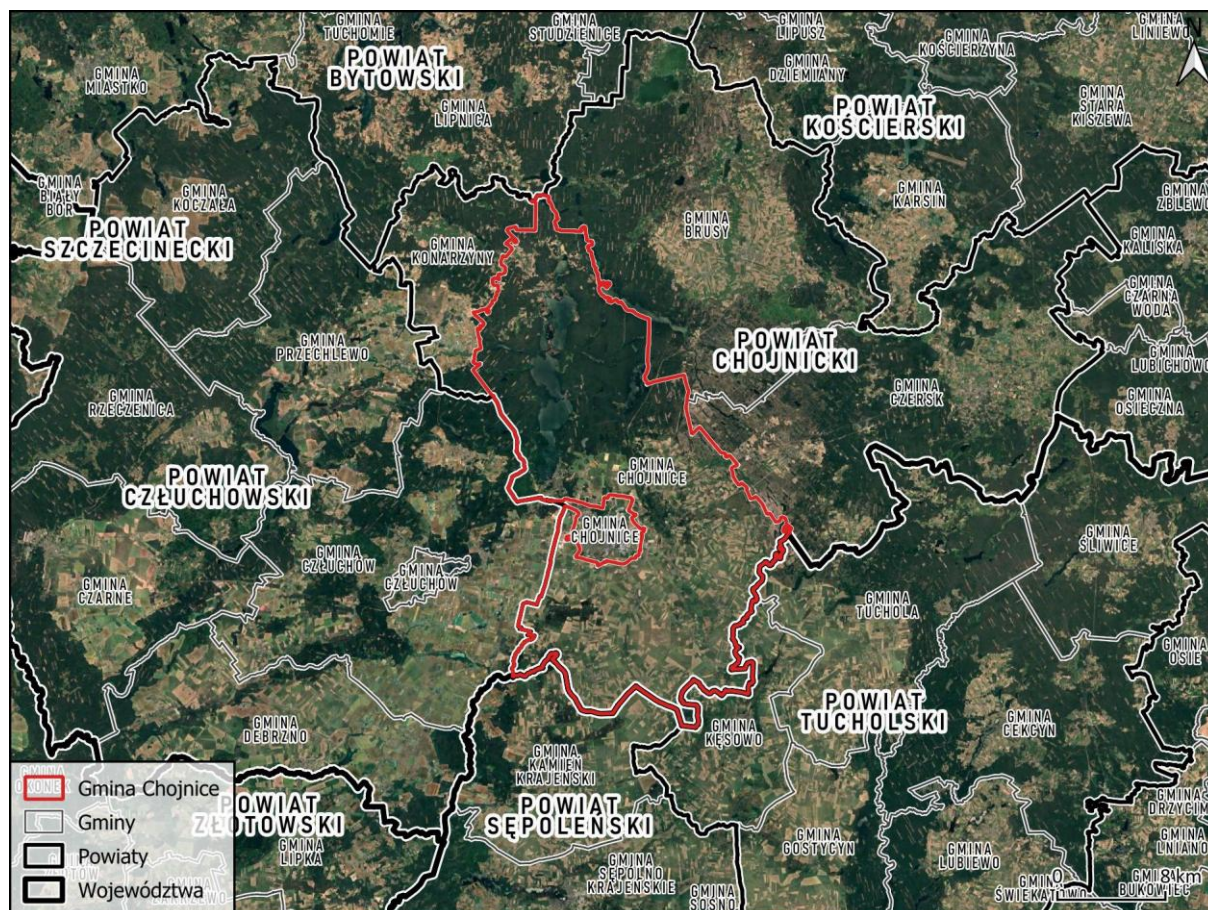 GMINA
TUCHOMIE
GMINA
STUDZIENICE
GMINA
LIPUSZ
GMINA
KOŚCIERZYNA
GMINA
LINIEWO
N
GMINA
MIASTKO
POWIAT
BYTOWSKI
GMINA
LIPNICA
GMINA
DZIEMIANY
POWIAT
KOŚCIERSKI
GMINA
STARA
KISZEWA
GMINA
BIAŁY
BÓR
GMINA
KOCZAŁA
POWIAT
SZCZECINECKI
GMINA
KONARZYNY
GMINA
BRUSY
GMINA
KARSIN
GMINA
ZBLEWO
GMINA
KALISKA
GMINA
CZARNA
WODA
GMINA
PRZECHLEWO
POWIAT
CHOJNICKI
GMINA
LUBICHOWO
GMINA
RZECZENICA
GMINA
CZERSK
GMINA
OSIECZNA
POWIAT
CZŁUCHOWSKI
GMINA
CHOJNICE
GMINA
CHOJNICE
GMINA
ŚLIWICE
GMINA
CZARNE
GMINA
CZŁUCHÓW
GMINA
CZŁUCHÓW
GMINA
TUCHOLA
GMINA
OSIE
POWIAT
TUCHOLSKI
GMINA
DEBRZNO
GMINA
KĘSOWO
GMINA
CEKCYN
GMINA
KAMIEŃ
KRAJEŃSKI
GMINA
OKONEK
POWIAT
ZŁOTOWSKI
POWIAT
SĘPOLEŃSKI
GMINA
DRZYCIM
GMINA
LIPKA
GMINA
GOSTYCYN
GMINA
LUBIEWO
GMINA
LNIANO
GMINA
SĘPÓLNO
KRAJEŃSKIE
GMINA
SOŚNO
GMINA
ŚWIEKATOWO
BUKOWIEC
Gmina Chojnice
Gminy
Powiaty
Województwa
0 8 km